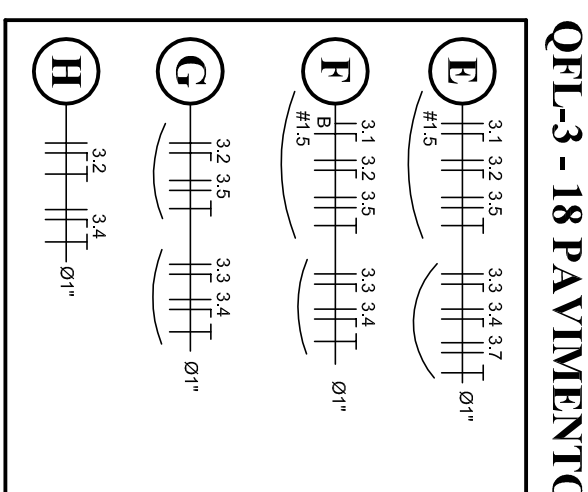 QFL-3 - 18 PAVIMENTO
E
3.1 3.2 3.5 3.3 3.4 3.7
#1.5
Ø1"
F
3.1 3.2 3.5 3.3 3.4
B
#1.5
Ø1"
G
3.2 3.5 3.3 3.4
Ø1"
H
3.2 3.4
Ø1"